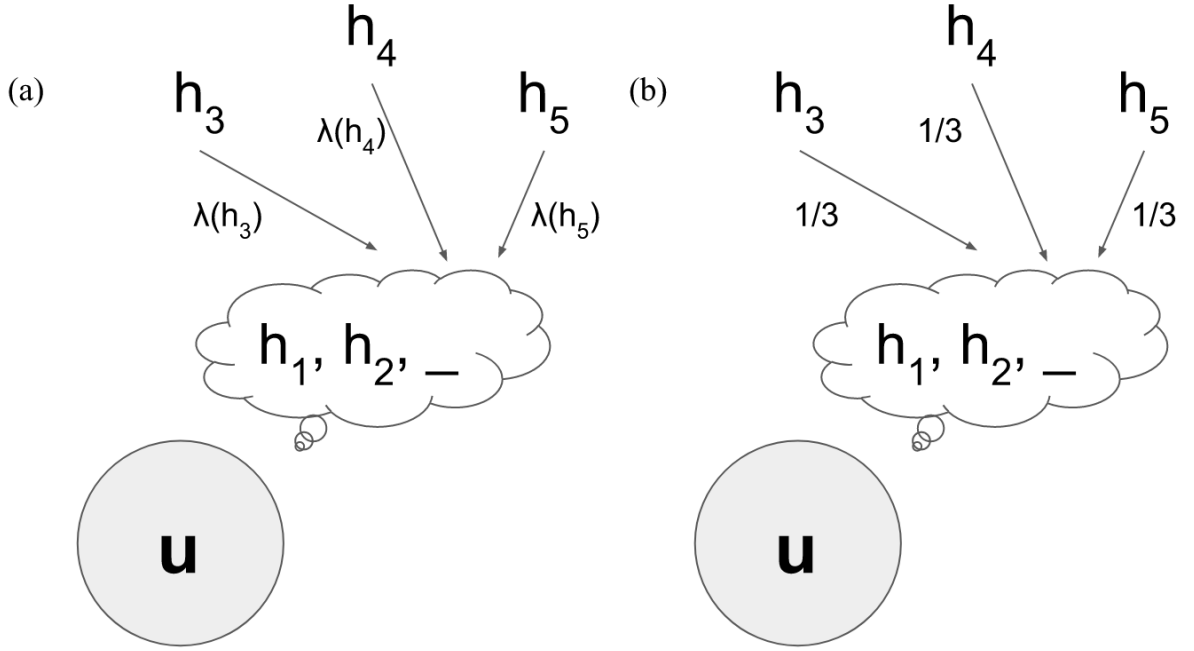 (a)
h4
h3
h5
λ(h4)
λ(h3)
λ(h5)
h1, h2, _
u
(b)
h4
h3
h5
1/3
1/3
1/3
h1, h2, _
u